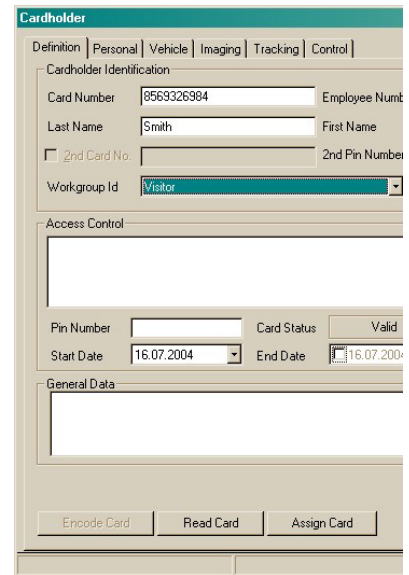 Cardholder
Definition Personal Vehicle Imaging Tracking Control
Cardholder Identification
Card Number 8569326984 Employee Numb
Last Name Smith First Name
2nd Card No. 2nd Pin Number
Workgroup Id Visitor
Access Control
Pin Number Card Status Valid
Start Date 16.07.2004 End Date 16.07.2004
General Data
Encode Card Read Card Assign Card